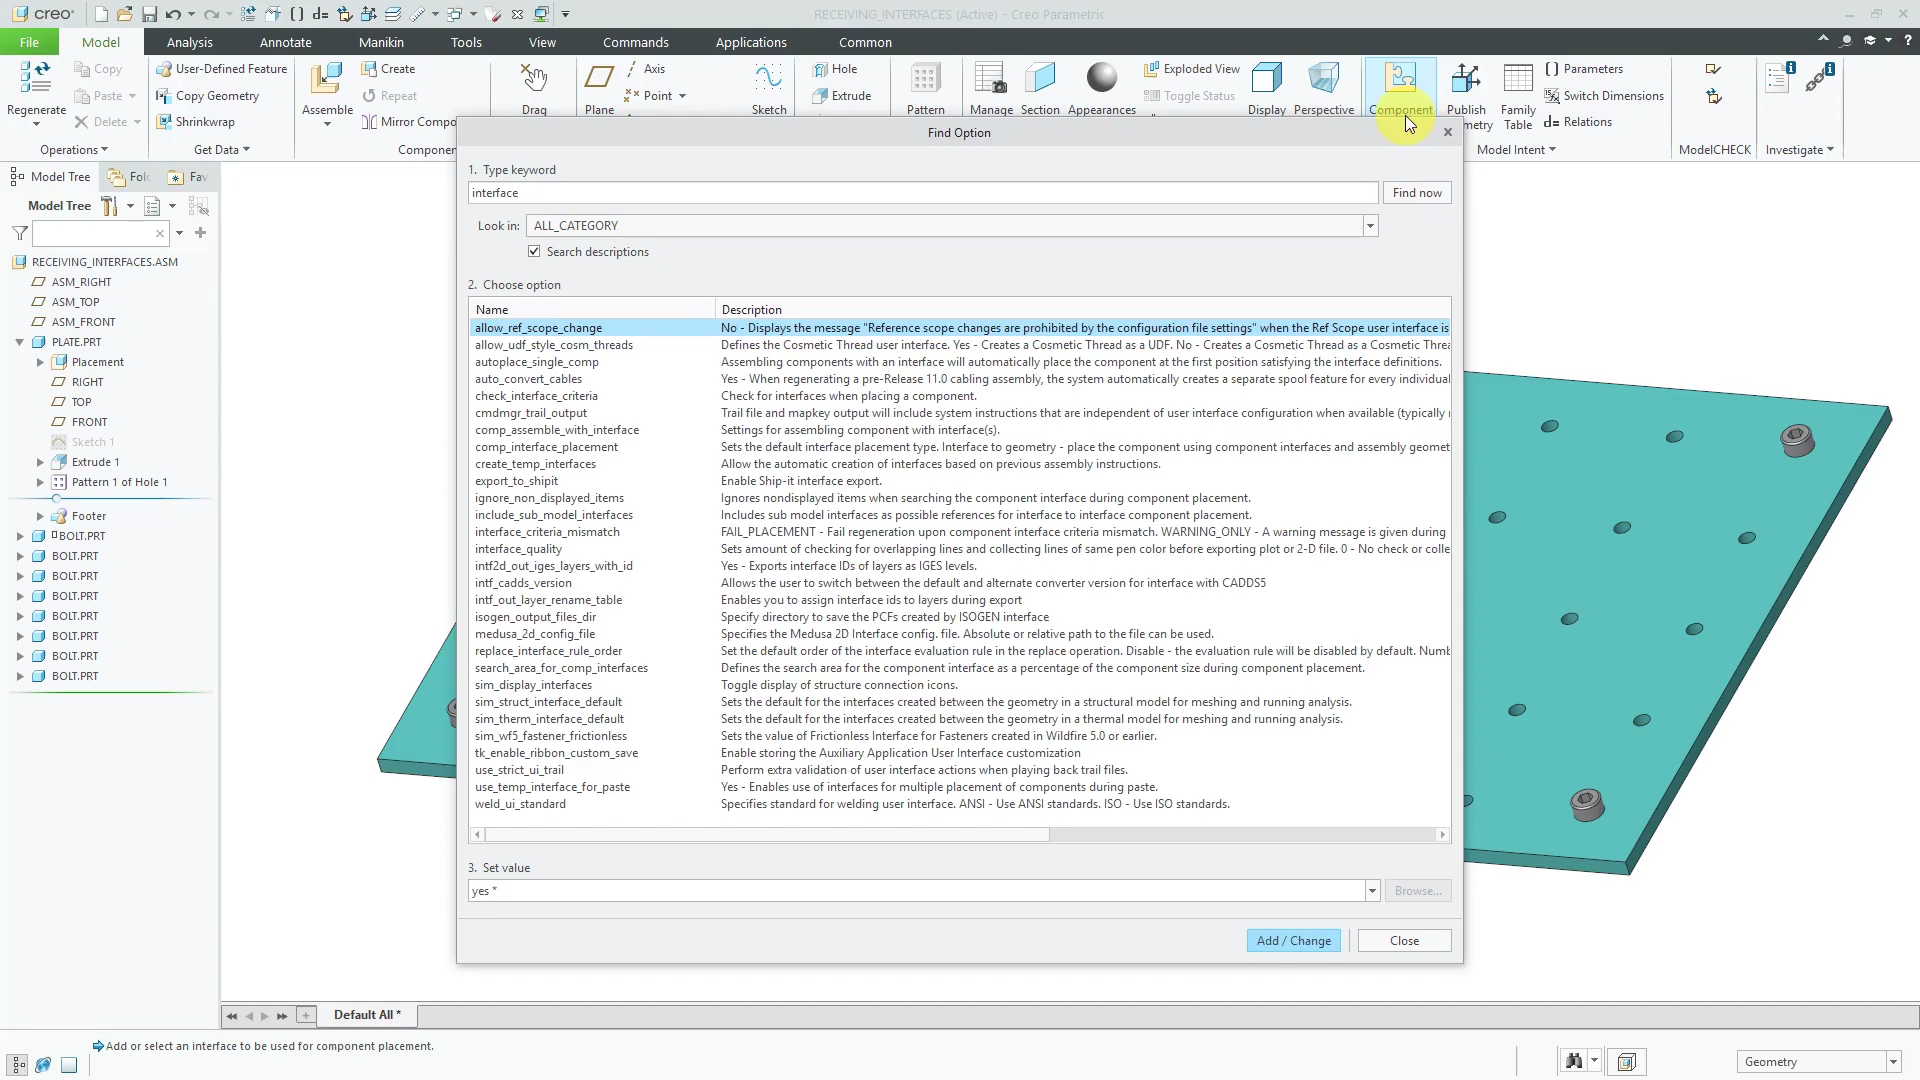 creo
RECEIVING_INTERFACES (Active) - Creo Parametric
File
Model
Analysis
Annotate
Manikin
Tools
View
Commands
Applications
Common
Regenerate
Copy
Paste
Delete
Operations
User-Defined Feature
Copy Geometry
Shrinkwrap
Get Data
Assemble
Create
Repeat
Mirror Compo
Componen
Drag
Plane
Axis
Point
Sketch
Hole
Extrude
Pattern
Manage
Section
Appearances
Exploded View
Toggle Status
Display
Perspective
Component
Publish
metry
Family
Table
Parameters
Switch Dimensions
Relations
Model Intent
ModelCHECK
Investigate
Model Tree
Fol
Fav
Model Tree
RECEIVING_INTERFACES.ASM
ASM_RIGHT
ASM_TOP
ASM_FRONT
PLATE.PRT
Placement
RIGHT
TOP
FRONT
Sketch 1
Extrude 1
Pattern 1 of Hole 1
Footer
BOLT.PRT
BOLT.PRT
BOLT.PRT
BOLT.PRT
BOLT.PRT
BOLT.PRT
BOLT.PRT
BOLT.PRT
Find Option
1. Type keyword
interface
Find now
Look in: ALL_CATEGORY
Search descriptions
2. Choose option
Name Description
allow_ref_scope_change No - Displays the message "Reference scope changes are prohibited by the configuration file settings" when the Ref Scope user interface is
allow_udf_style_cosm_threads Defines the Cosmetic Thread user interface. Yes - Creates a Cosmetic Thread as a UDF. No - Creates a Cosmetic Thread as a Cosmetic Threa
autoplace_single_comp Assembling components with an interface will automatically place the component at the first position satisfying the interface definitions.
auto_convert_cables Yes - When regenerating a pre-Release 11.0 cabling assembly, the system automatically creates a separate spool feature for every individual
check_interface_criteria Check for interfaces when placing a component.
cmdmgr_trail_output Trail file and mapkey output will include system instructions that are independent of user interface configuration when available (typically
comp_assemble_with_interface Settings for assembling component with interface(s).
comp_interface_placement Sets the default interface placement type. Interface to geometry - place the component using component interfaces and assembly geomet
create_temp_interfaces Allow the automatic creation of interfaces based on previous assembly instructions.
export_to_shipit Enable Ship-it interface export.
ignore_non_displayed_items Ignores nondisplayed items when searching the component interface during component placement.
include_sub_model_interfaces Includes sub model interfaces as possible references for interface to interface component placement.
interface_criteria_mismatch FAIL_PLACEMENT - Fail regeneration upon component interface criteria mismatch. WARNING_ONLY - A warning message is given during
interface_quality Sets amount of checking for overlapping lines and collecting lines of same pen color before exporting plot or 2-D file. 0 - No check or colle
intf2d_out_iges_layers_with_id Yes - Exports interface IDs of layers as IGES levels.
intf_cadds_version Allows the user to switch between the default and alternate converter version for interface with CADDS5
intf_out_layer_rename_table Enables you to assign interface ids to layers during export
isogen_output_files_dir Specify directory to save the PCFs created by ISOGEN interface
medusa_2d_config_file Specifies the Medusa 2D Interface config. file. Absolute or relative path to the file can be used.
replace_interface_rule_order Set the default order of the interface evaluation rule in the replace operation. Disable - the evaluation rule will be disabled by default. Numb
search_area_for_comp_interfaces Defines the search area for the component interface as a percentage of the component size during component placement.
sim_display_interfaces Toggle display of structure connection icons.
sim_struct_interface_default Sets the default for the interfaces created between the geometry in a structural model for meshing and running analysis.
sim_therm_interface_default Sets the default for the interfaces created between the geometry in a thermal model for meshing and running analysis.
sim_wf5_fastener_frictionless Sets the value of Frictionless Interface for Fasteners created in Wildfire 5.0 or earlier.
tk_enable_ribbon_custom_save Enable storing the Auxiliary Application User Interface customization
use_strict_ui_trail Perform extra validation of user interface actions when playing back trail files.
use_temp_interface_for_paste Yes - Enables use of interfaces for multiple placement of components during paste.
weld_ui_standard Specifies standard for welding user interface. ANSI - Use ANSI standards. ISO - Use ISO standards.
3. Set value
yes *
Browse...
Add / Change
Close
Default All *
Add or select an interface to be used for component placement.
Geometry